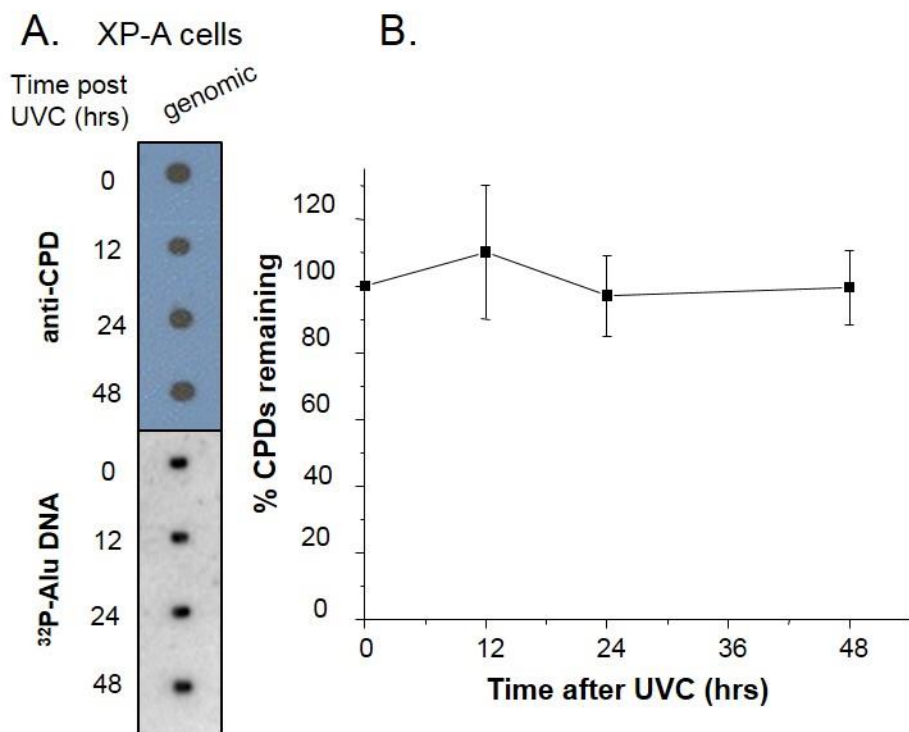 A.
XP-A cells
Time post
UVC (hrs)
genomic
anti-CPD
0
12
24
48
³²P-Alu DNA
0
12
24
48
B.
% CPDs remaining
120
100
80
60
40
20
0
0 12 24 36 48
Time after UVC (hrs)